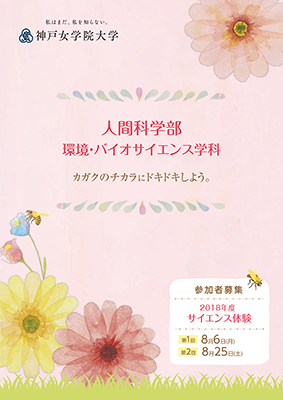 私はまだ、私を知らない。
神戸女学院大学
人間科学部
環境・バイオサイエンス学科
カガクのチカラにドキドキしよう。
参加者募集
2018年度
サイエンス体験
第1回 8月6日(月)
第2回 8月25日(土)